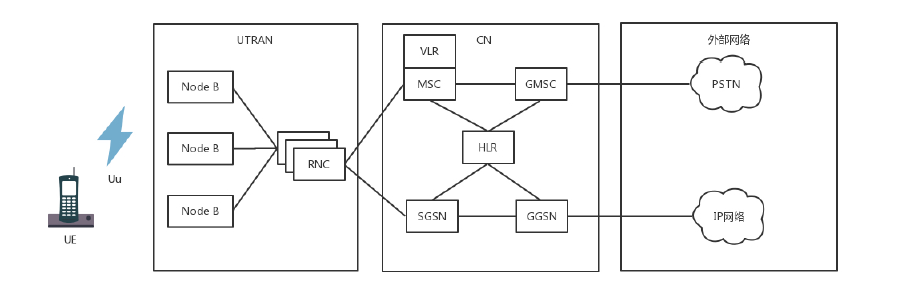 UTRAN
CN
外部网络
VLR
Node B
MSC
GMSC
PSTN
Node B
HLR
RNC
Uu
Node B
SGSN
GGSN
IP网络
UE